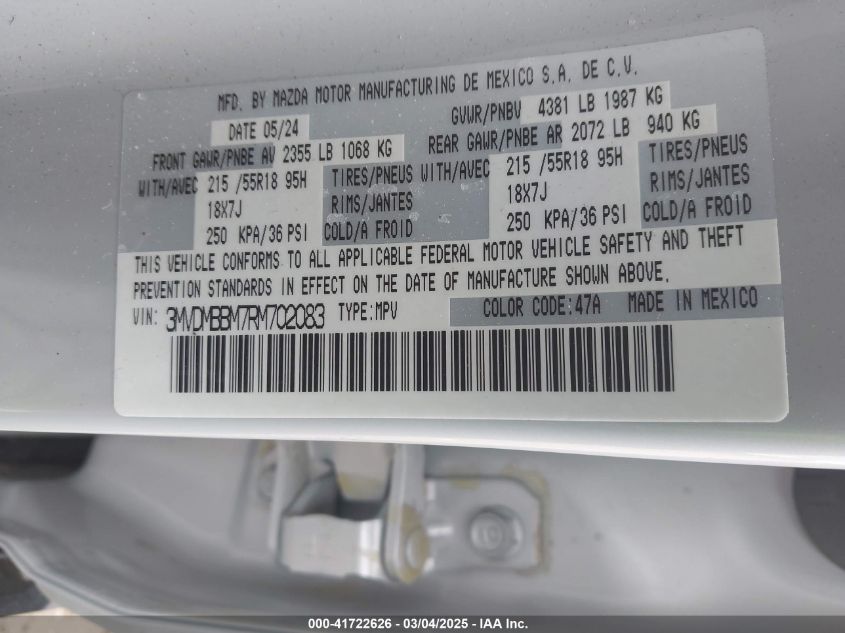 MFD. BY MAZDA MOTOR MANUFACTURING DE MEXICO S.A. DE C.V.
DATE 05/24 GVWR/PNBV 4381 LB 1987 KG
FRONT GAWR/PNBE AV 2355 LB 1068 KG REAR GAWR/PNBE AR 2072 LB 940 KG
WITH/AVEC 215 /55R18 95H TIRES/PNEUS WITH/AVEC 215 /55R18 95H TIRES/PNEUS
18X7J RIMS/JANTES 18X7J RIMS/JANTES
250 KPA/36 PSI COLD/A FROID 250 KPA/36 PSI COLD/A FROID
THIS VEHICLE CONFORMS TO ALL APPLICABLE FEDERAL MOTOR VEHICLE SAFETY AND THEFT
PREVENTION STANDARDS IN EFFECT ON THE DATE OF MANUFACTURE SHOWN ABOVE.
VIN: 3MVDMBBM7RM702083 TYPE:MPV COLOR CODE:47A MADE IN MEXICO
000-41722626 - 03/04/2025 - IAA Inc.